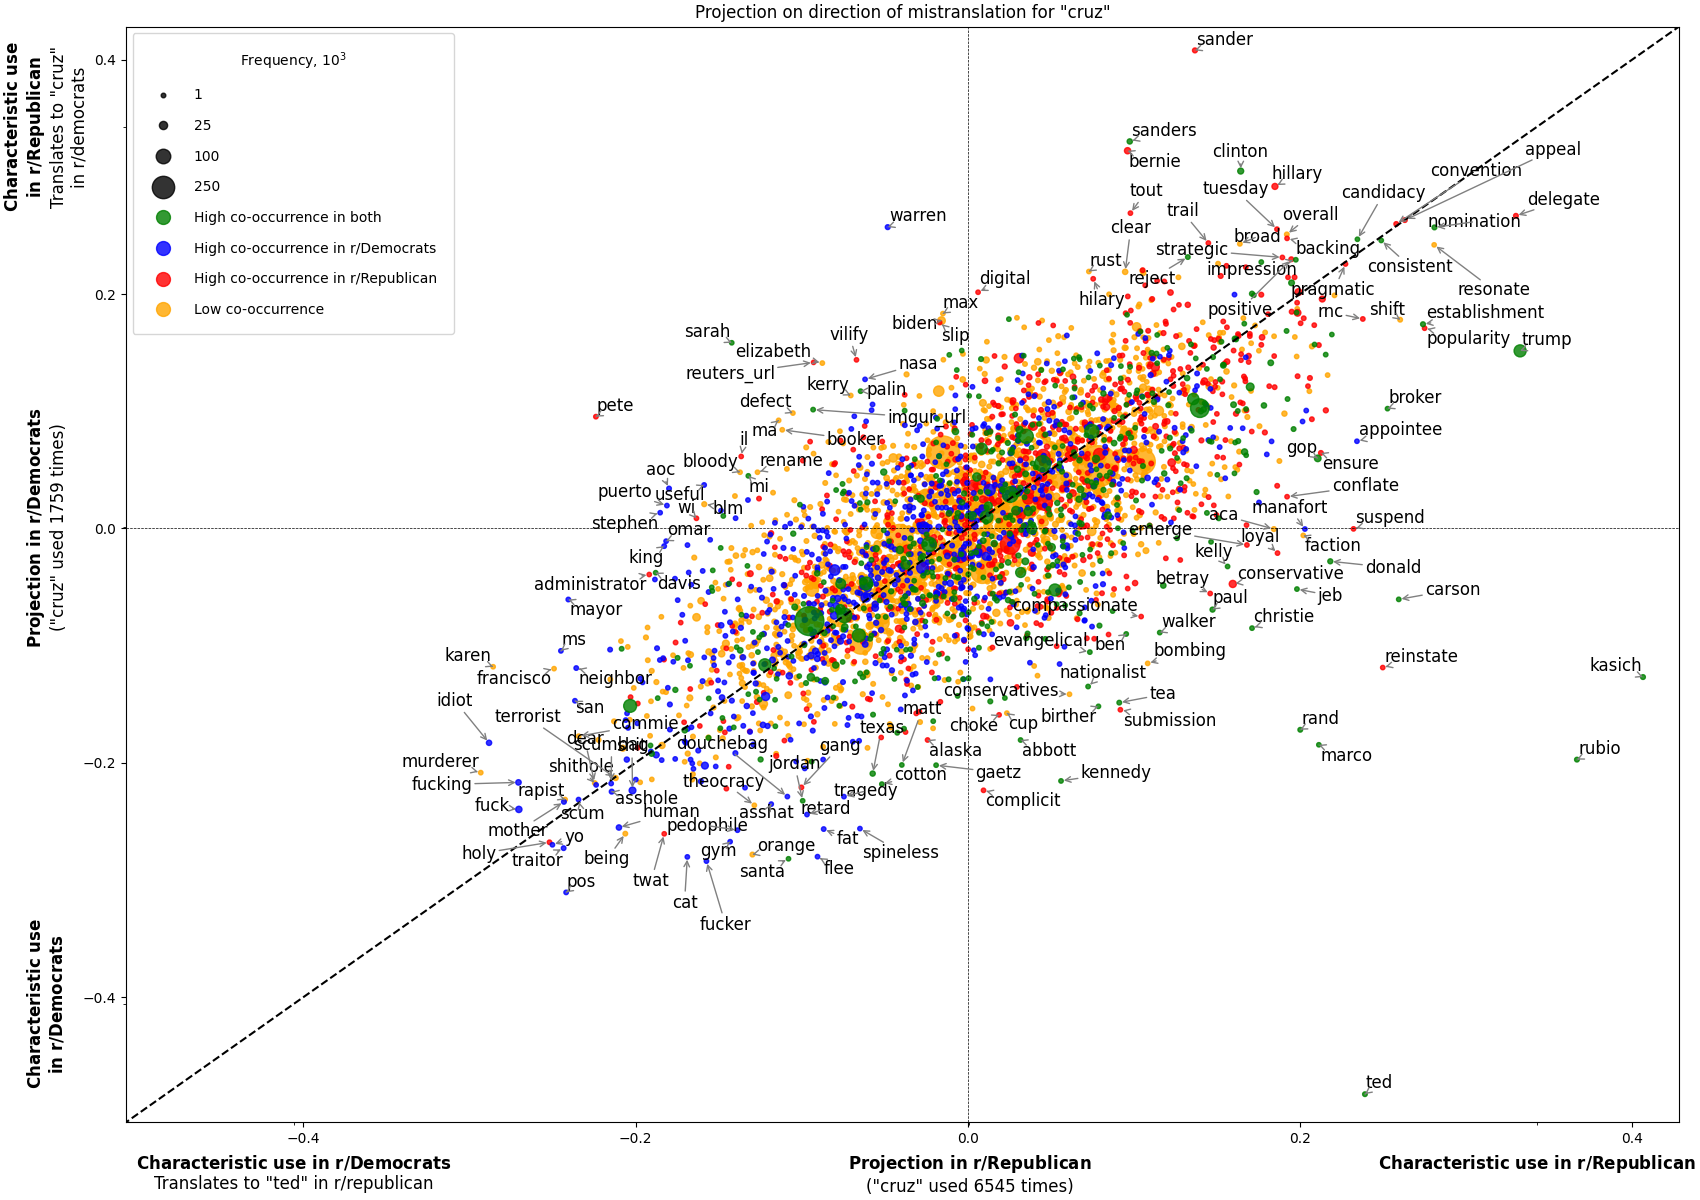 Projection on direction of mistranslation for "cruz"
Characteristic use
in r/Republican
Translates to "cruz"
in r/democrats
Projection in r/Democrats
("cruz" used 1759 times)
Characteristic use
in r/Democrats
0.4
0.2
0.0
−0.2
−0.4
Frequency, 10³
1
25
100
250
High co-occurrence in both
High co-occurrence in r/Democrats
High co-occurrence in r/Republican
Low co-occurrence
sander
sanders
bernie
clinton
hillary
appeal
convention
tout
tuesday
candidacy
delegate
warren
trail
overall
nomination
clear
broad
strategic
backing
consistent
rust
reject
impression
digital
hilary
pragmatic
resonate
max
positive
rnc
shift
establishment
biden
slip
popularity
sarah
vilify
trump
elizabeth
reuters_url
nasa
kerry
palin
pete
defect
imgur_url
broker
ma
booker
appointee
il
gop
bloody
rename
ensure
aoc
mi
conflate
puerto
useful
wi
blm
manafort
stephen
aca
suspend
omar
emerge
loyal
faction
king
kelly
donald
administrator
davis
betray
conservative
jeb
carson
mayor
compassionate
paul
christie
walker
ms
evangelical
ben
bombing
karen
reinstate
kasich
francisco
neighbor
nationalist
conservatives
tea
idiot
san
matt
birther
submission
terrorist
commie
choke
cup
rand
texas
dear
scumbag
shit
douchebag
gang
alaska
abbott
marco
rubio
murderer
shithole
jordan
cotton
gaetz
kennedy
fucking
rapist
theocracy
tragedy
complicit
fuck
asshole
retard
scum
human
asshat
mother
pedophile
fat
yo
holy
traitor
being
gym
orange
spineless
pos
twat
santa
flee
cat
fucker
ted
−0.4
−0.2
0.0
0.2
0.4
Characteristic use in r/Democrats
Translates to "ted" in r/republican
Projection in r/Republican
("cruz" used 6545 times)
Characteristic use in r/Republican